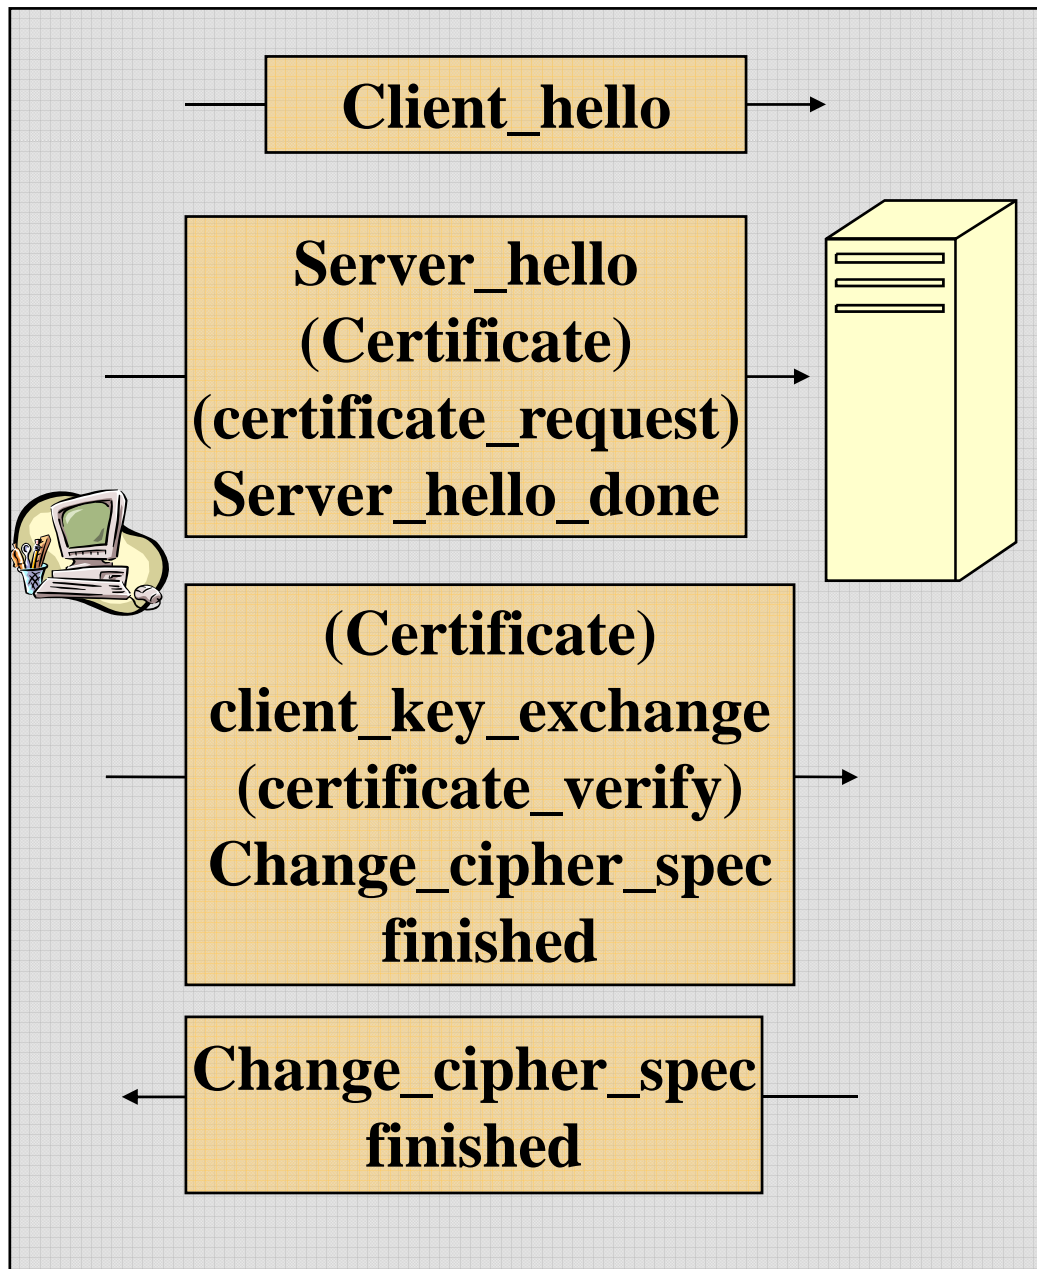 Client_hello
Server_hello
(Certificate)
(certificate_request)
Server_hello_done
(Certificate)
client_key_exchange
(certificate_verify)
Change_cipher_spec
finished
Change_cipher_spec
finished